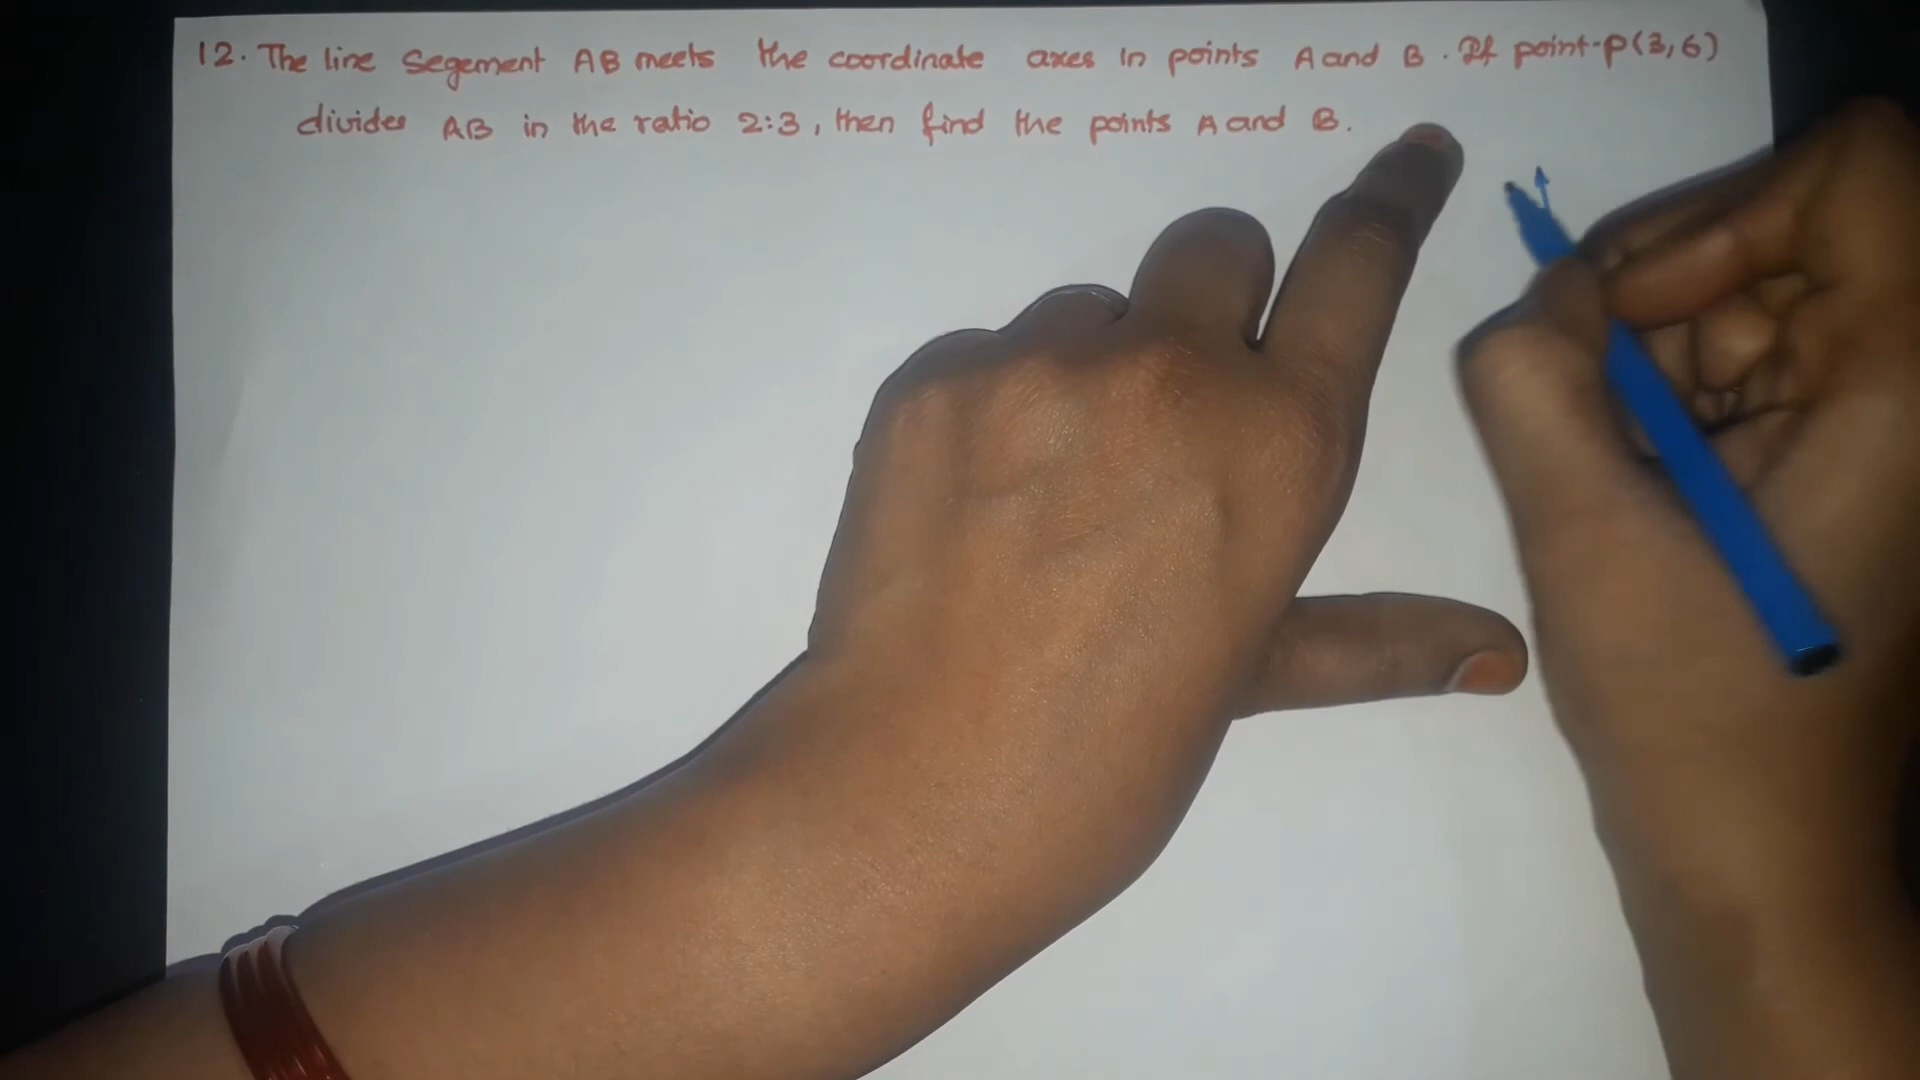 12. The line Segement AB meets the coordinate axes in points A and B. If point-P(3,6)
divides AB in the ratio 2:3, then find the points A and B.